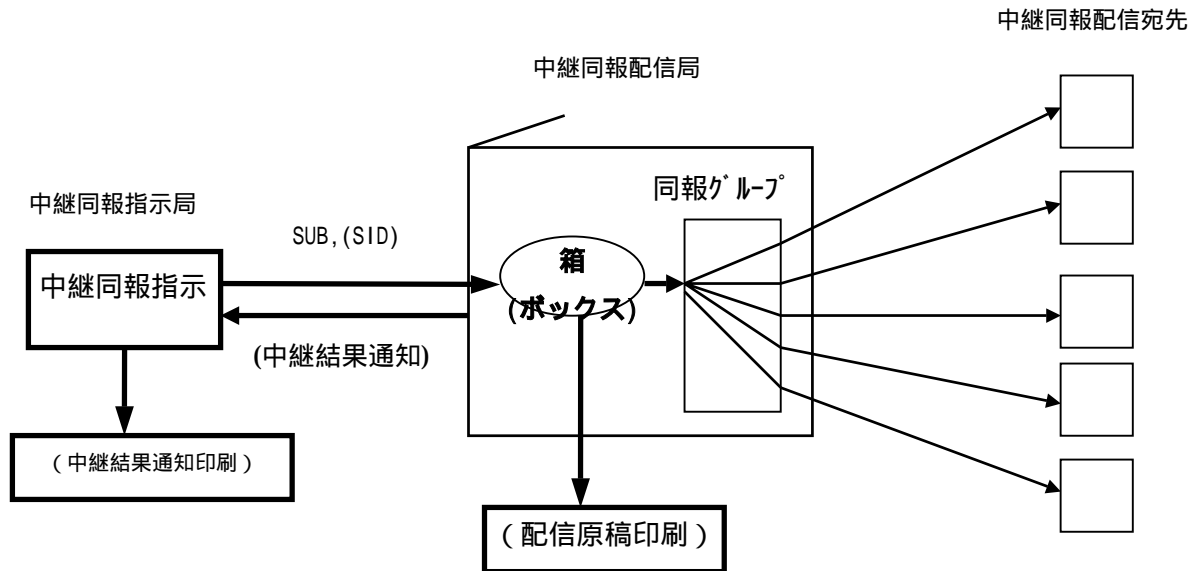 中継同報配信宛先
中継同報配信局
同報ｸﾞﾙｰﾌﾟ
中継同報指示局
SUB,(SID)
箱
(ボックス)
中継同報指示
(中継結果通知)
（中継結果通知印刷）
（配信原稿印刷）